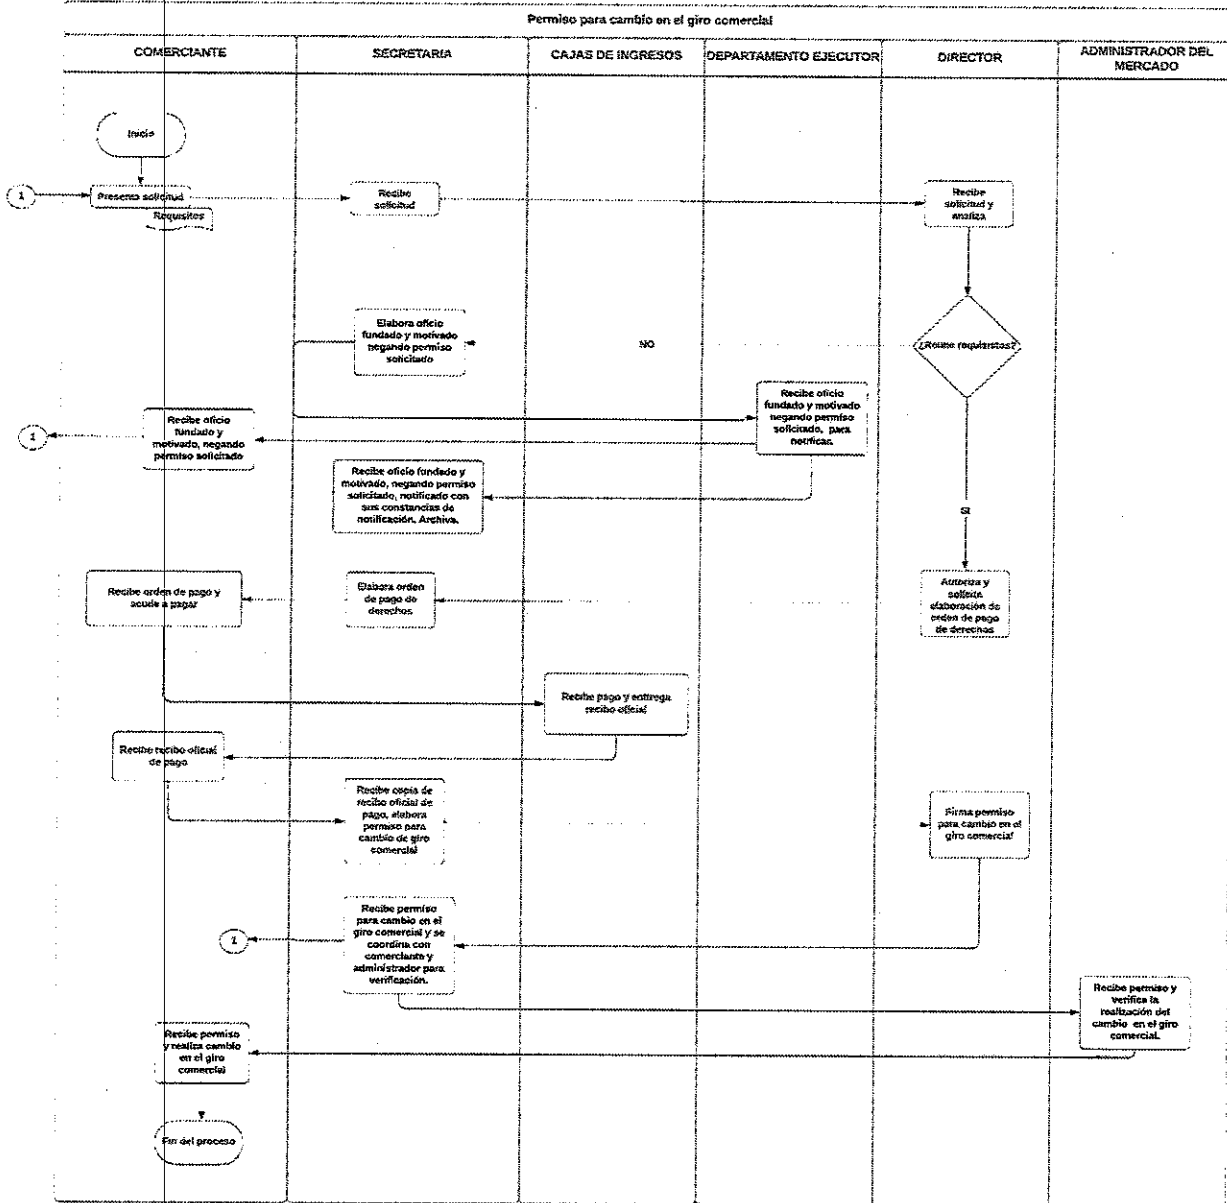 Permiso para cambio en el giro comercial
COMERCIANTE
SECRETARIA
CAJAS DE INGRESOS
DEPARTAMENTO EJECUTOR
DIRECTOR
ADMINISTRADOR DEL
MERCADO
Inicio
1
Presenta solicitud
Requisitos
Recibe
solicitud
Recibe
solicitud y
analiza
Elabora oficio
fundado y motivado
negando permiso
solicitado
NO
¿Reune requisistos?
Recibe oficio
fundado y motivado
negando permiso
solicitado, para
notificar.
1
Recibe oficio
fundado y
motivado, negando
permiso solicitado
Recibe oficio fundado y
motivado, negando permiso
solicitado, notificado con
sus constancias de
notificación. Archiva.
SI
Recibe orden de pago y
acude a pagar
Elabora orden
de pago de
derechos
Autoriza y
solicita
elaboración de
orden de pago
de derechos
Recibe pago y entrega
recibo oficial
Recibe recibo oficial
de pago
Recibe copia de
recibo oficial de
pago, elabora
permiso para
cambio de giro
comercial
Firma permiso
para cambio en el
giro comercial
1
Recibe permiso
para cambio en el
giro comercial y se
coordina con
comerciante y
administrador para
verificación.
Recibe permiso y
verifica la
realización del
cambio en el giro
comercial.
Recibe permiso
y realiza cambio
en el giro
comercial
Fin del proceso